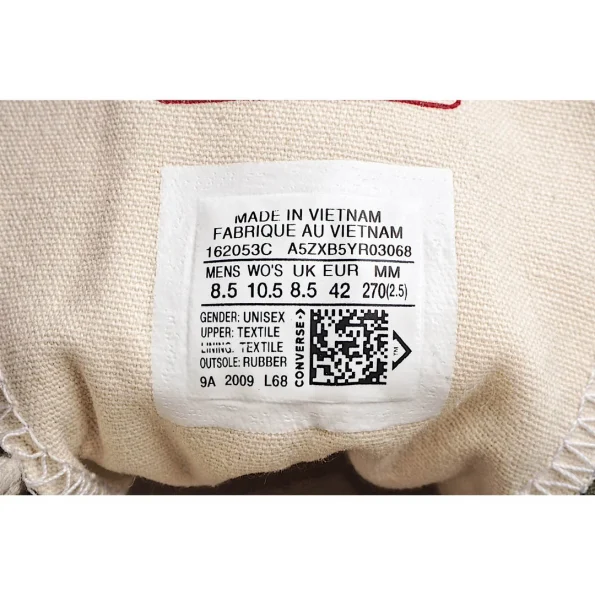 MADE IN VIETNAM
FABRIQUE AU VIETNAM
162053C A5ZXB5YR03068
MENS WO'S UK EUR MM
8.5 10.5 8.5 42 270(2.5)
GENDER: UNISEX
UPPER: TEXTILE
LINING: TEXTILE
OUTSOLE: RUBBER
9A 2009 L68
CONVERSE
TM